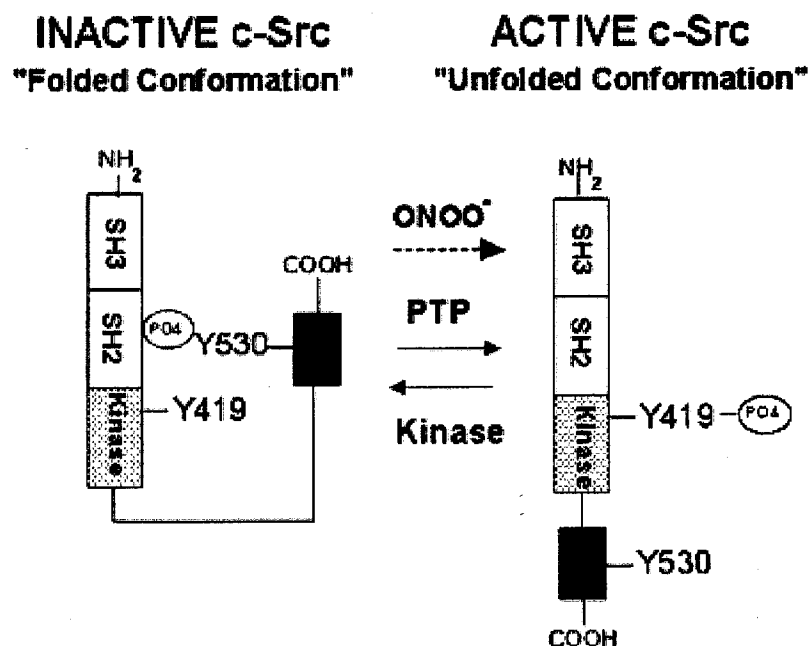 INACTIVE c-Src
"Folded Conformation"
NH2
SH3
SH2
Kinase
PO4
Y530
Y419
COOH
ONOO-
PTP
Kinase
ACTIVE c-Src
"Unfolded Conformation"
NH2
SH3
SH2
Kinase
Y419
PO4
Y530
COOH